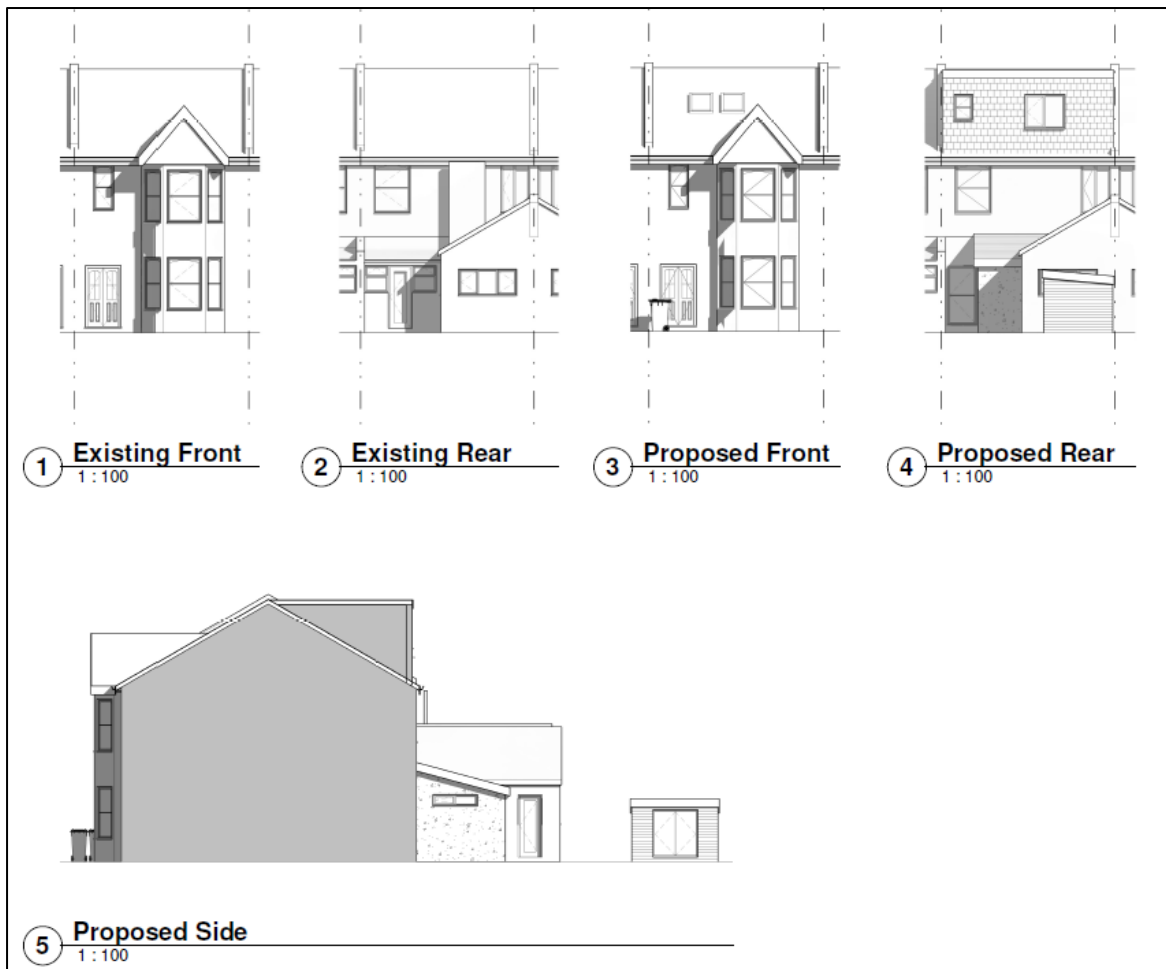 1 Existing Front
1 : 100
2 Existing Rear
1 : 100
3 Proposed Front
1 : 100
4 Proposed Rear
1 : 100
5 Proposed Side
1 : 100